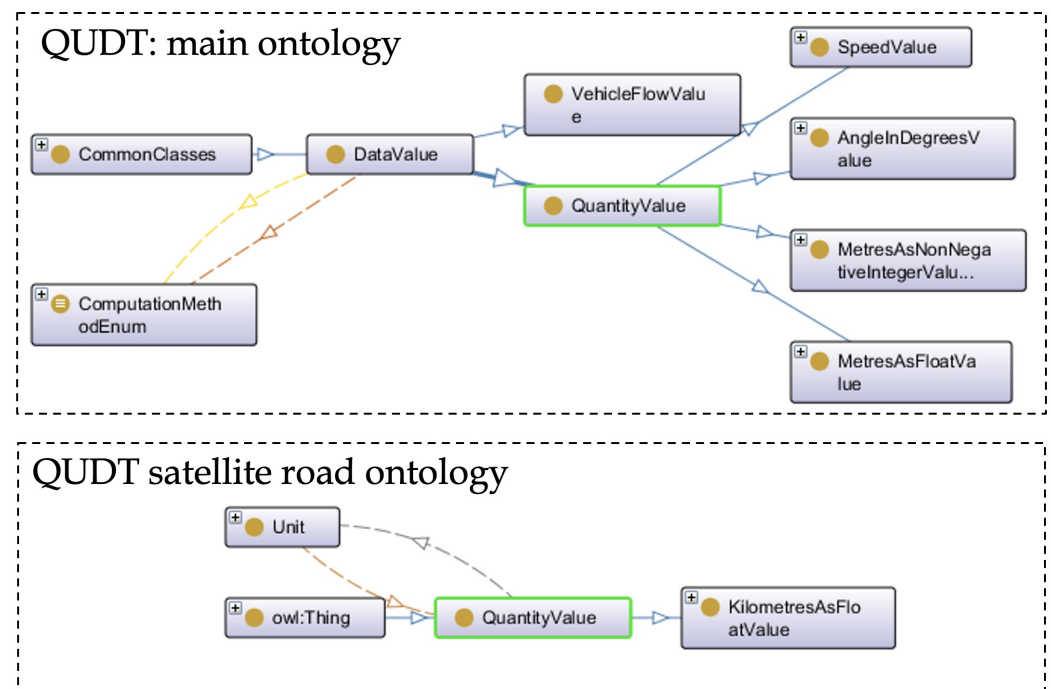 QUDT: main ontology
SpeedValue
VehicleFlowValu
e
AngleInDegreesV
alue
CommonClasses
DataValue
QuantityValue
MetresAsNonNega
tiveIntegerValu...
ComputationMeth
odEnum
MetresAsFloatVa
lue
QUDT satellite road ontology
Unit
owl:Thing
QuantityValue
KilometresAsFlo
atValue